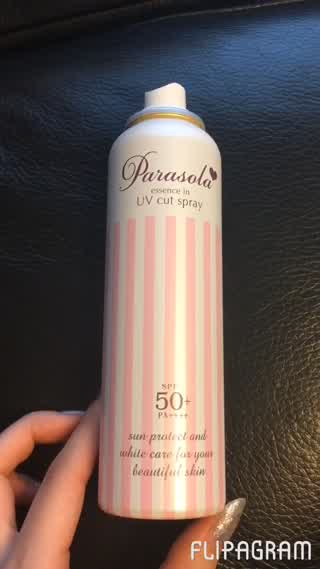 Parasola
essence in
UV cut spray
SPF
50+
PA++++
sun protect and
white care for your
beautiful skin
FLIPAGRAM